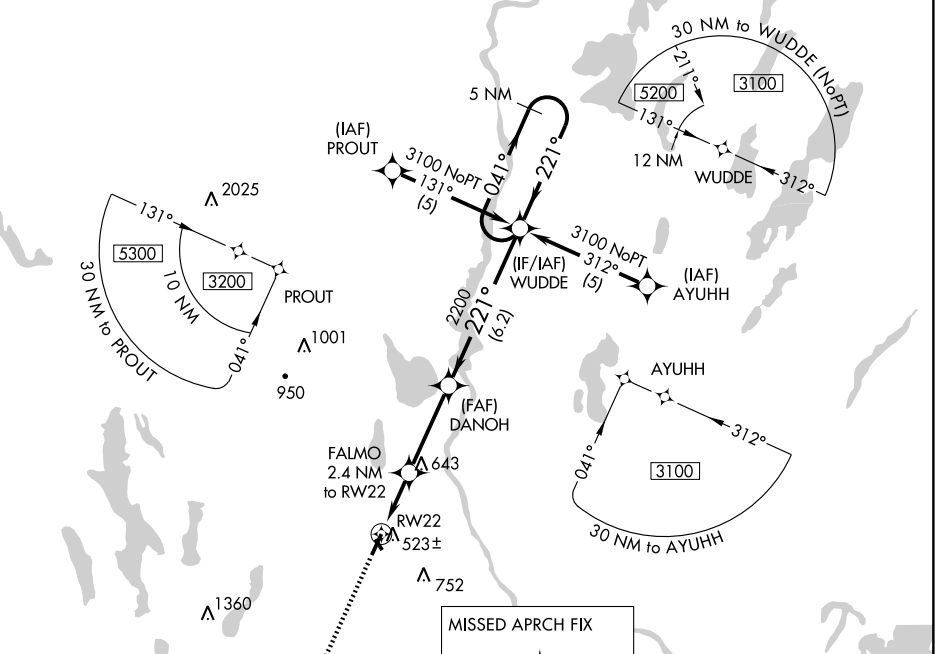 30 NM to WUDDE (NoPT)
211°
5200
3100
131°
12 NM
WUDDE
312°
5 NM
041°
221°
(IAF)
PROUT
3100 NoPT
131°
(5)
3100 NoPT
312°
(5)
(IF/IAF)
WUDDE
(IAF)
AYUHH
2025
131°
5300
3200
10 NM
PROUT
041°
30 NM to PROUT
1001
950
2200
221°
(6.2)
(FAF)
DANOH
AYUHH
312°
041°
3100
30 NM to AYUHH
FALMO
2.4 NM
to RW22
643
RW22
523±
752
1360
MISSED APRCH FIX